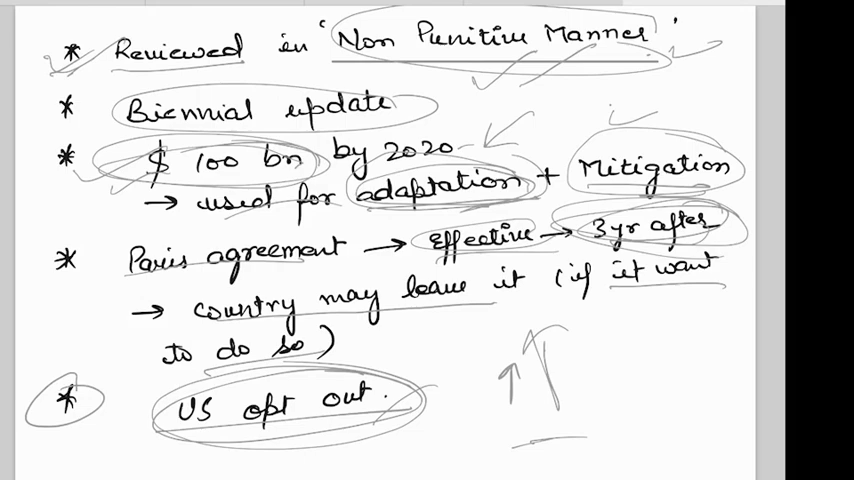 * Reviewed in 'Non Punitive Manner'
* Biennial update
* $ 100 bn by 2020
→ used for adaptation + Mitigation
* Paris agreement → effective → 3yr after
→ country may leave it (if it want
to do so)
* US opt out.